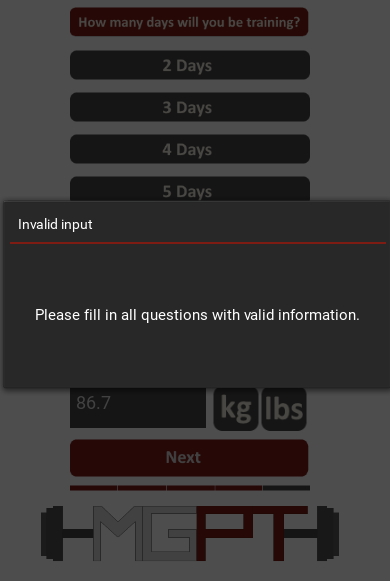 How many days will you be training?
2 Days
3 Days
4 Days
5 Days
Invalid input
Please fill in all questions with valid information.
86.7
kg lbs
Next
MGPT